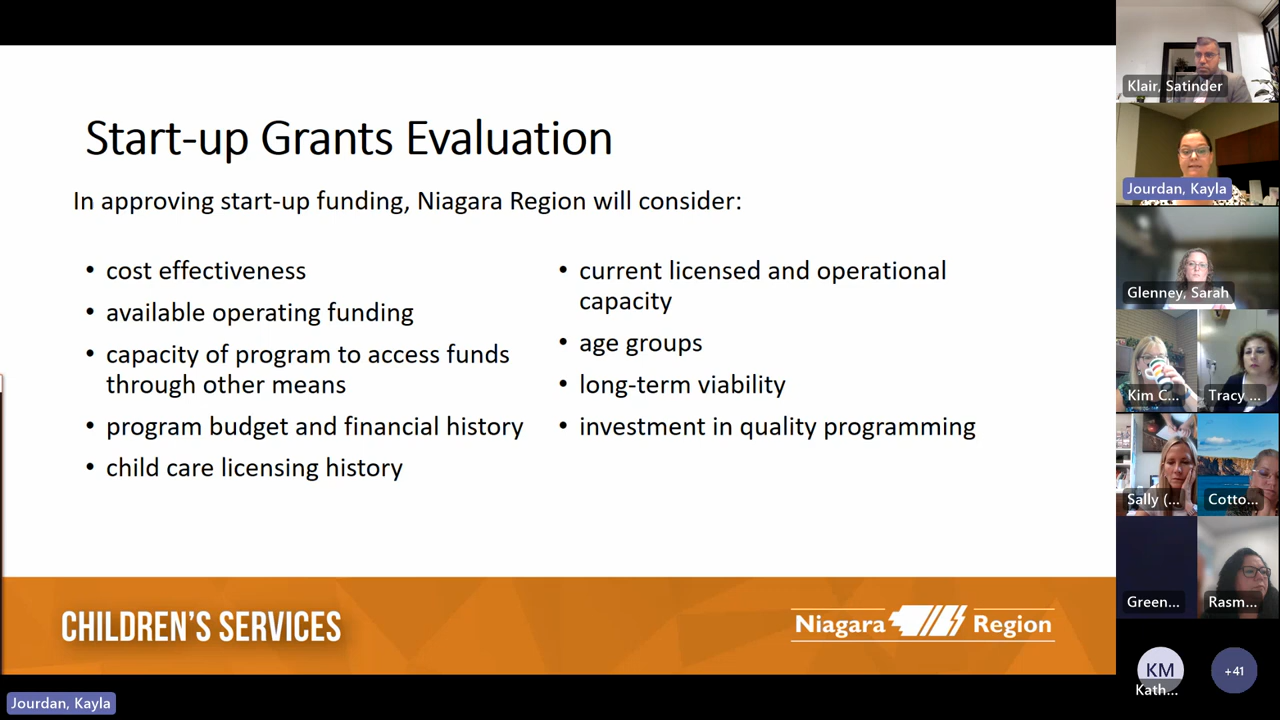 Start-up Grants Evaluation
In approving start-up funding, Niagara Region will consider:
• cost effectiveness
• available operating funding
• capacity of program to access funds
through other means
• program budget and financial history
• child care licensing history
• current licensed and operational
capacity
• age groups
• long-term viability
• investment in quality programming
CHILDREN'S SERVICES
Niagara Region
Jourdan, Kayla
Klair, Satinder
Jourdan, Kayla
Glenney, Sarah
Kim C...
Tracy ...
Sally (...
Cotto...
Green...
Rasm...
KM
Kath...
+41